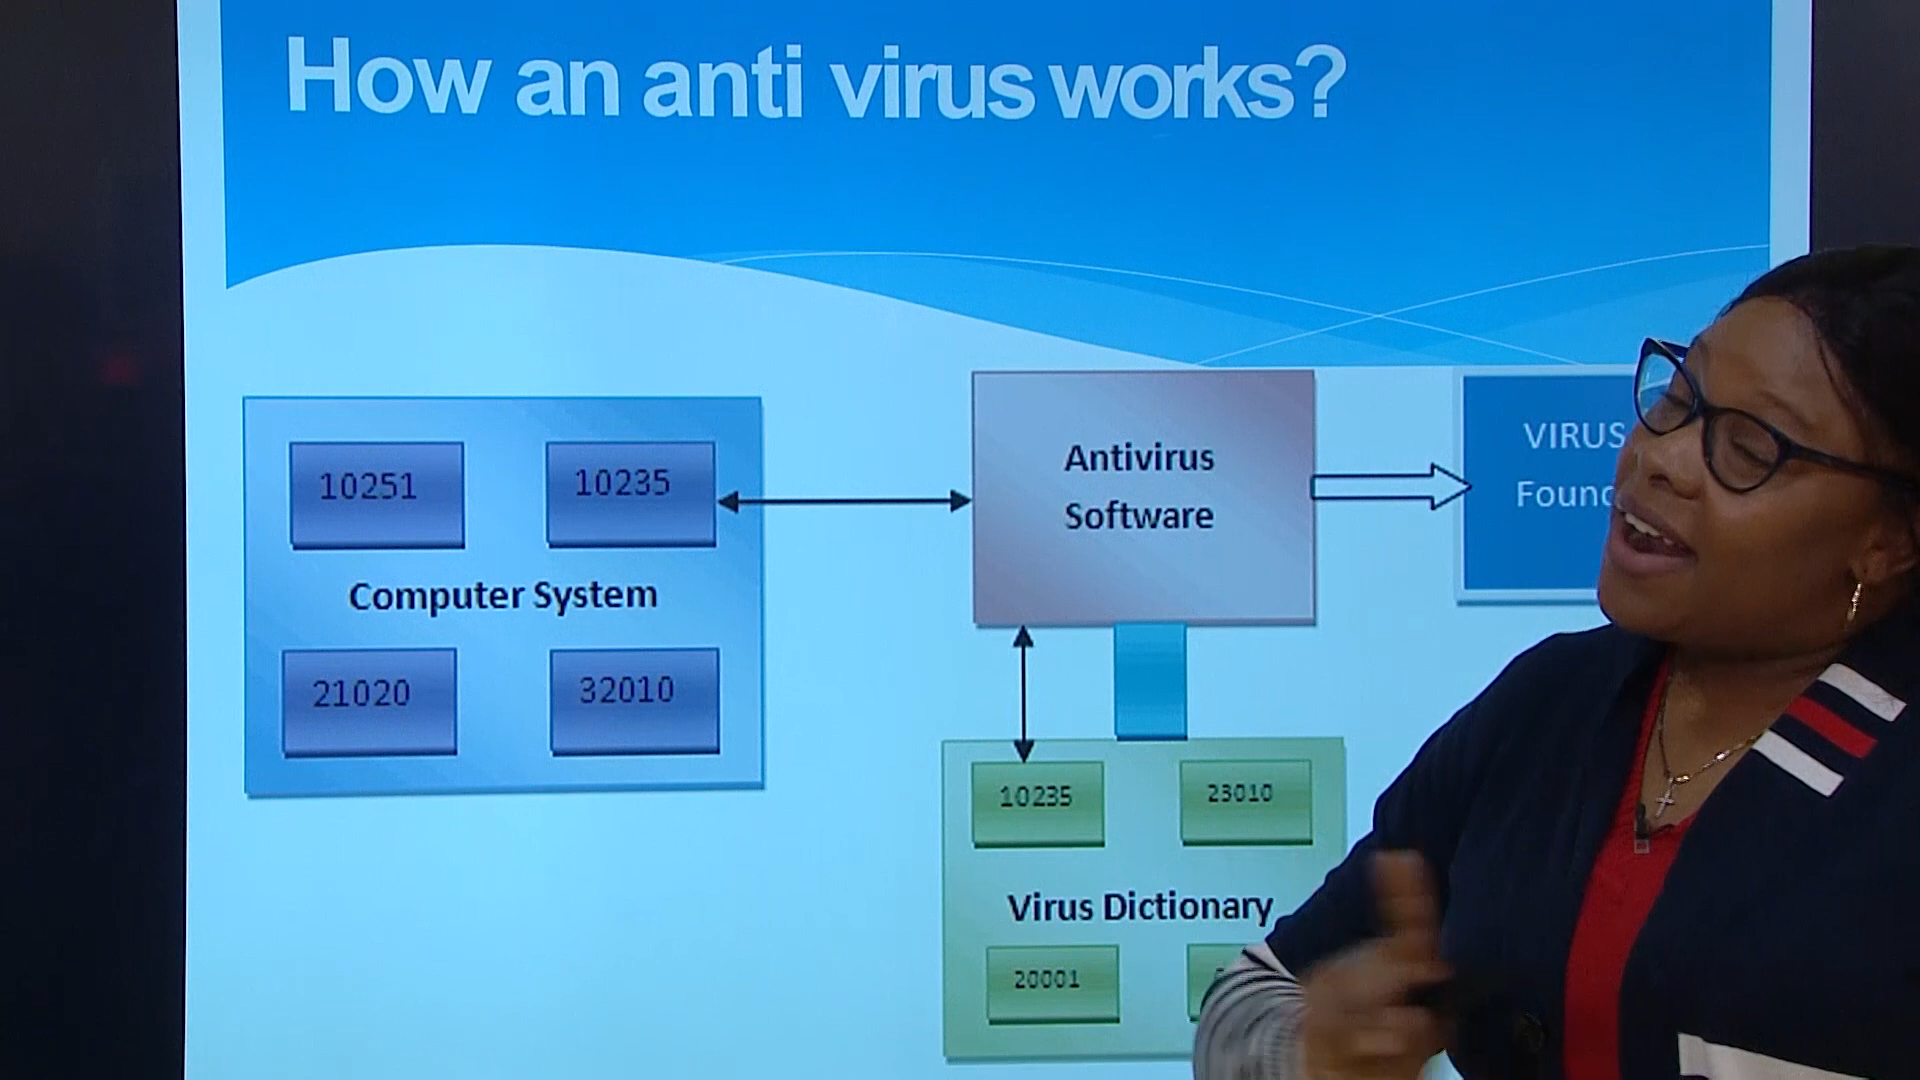 How an anti virus works?
10251
10235
Computer System
21020
32010
Antivirus
Software
VIRUS
10235
23010
Virus Dictionary
20001